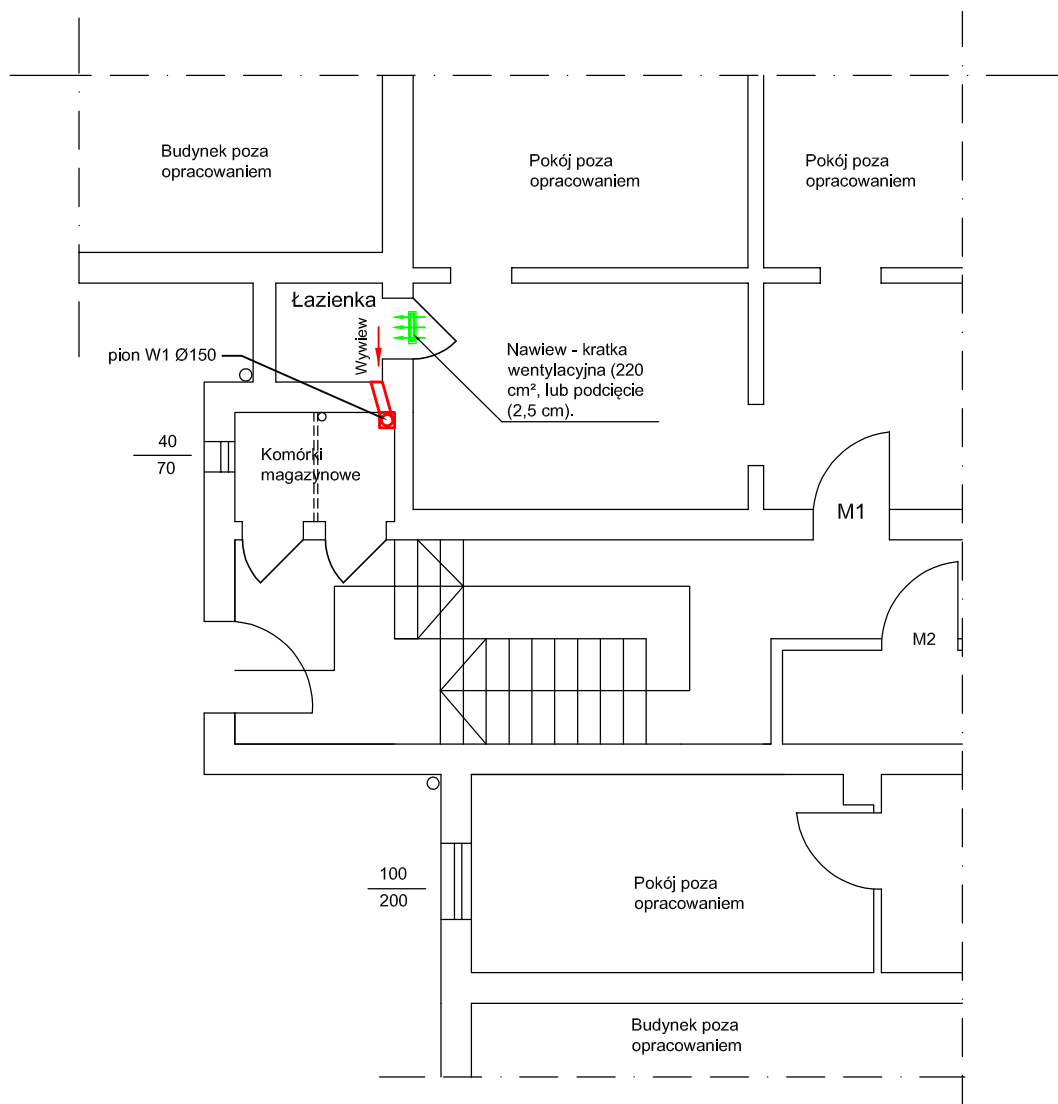 Budynek poza
opracowaniem
Pokój poza
opracowaniem
Pokój poza
opracowaniem
Łazienka
Wywiew
pion W1 Ø150
Nawiew - kratka
wentylacyjna (220
cm², lub podcięcie
(2,5 cm).
40
70
Komórki
magazynowe
M1
M2
100
200
Pokój poza
opracowaniem
Budynek poza
opracowaniem